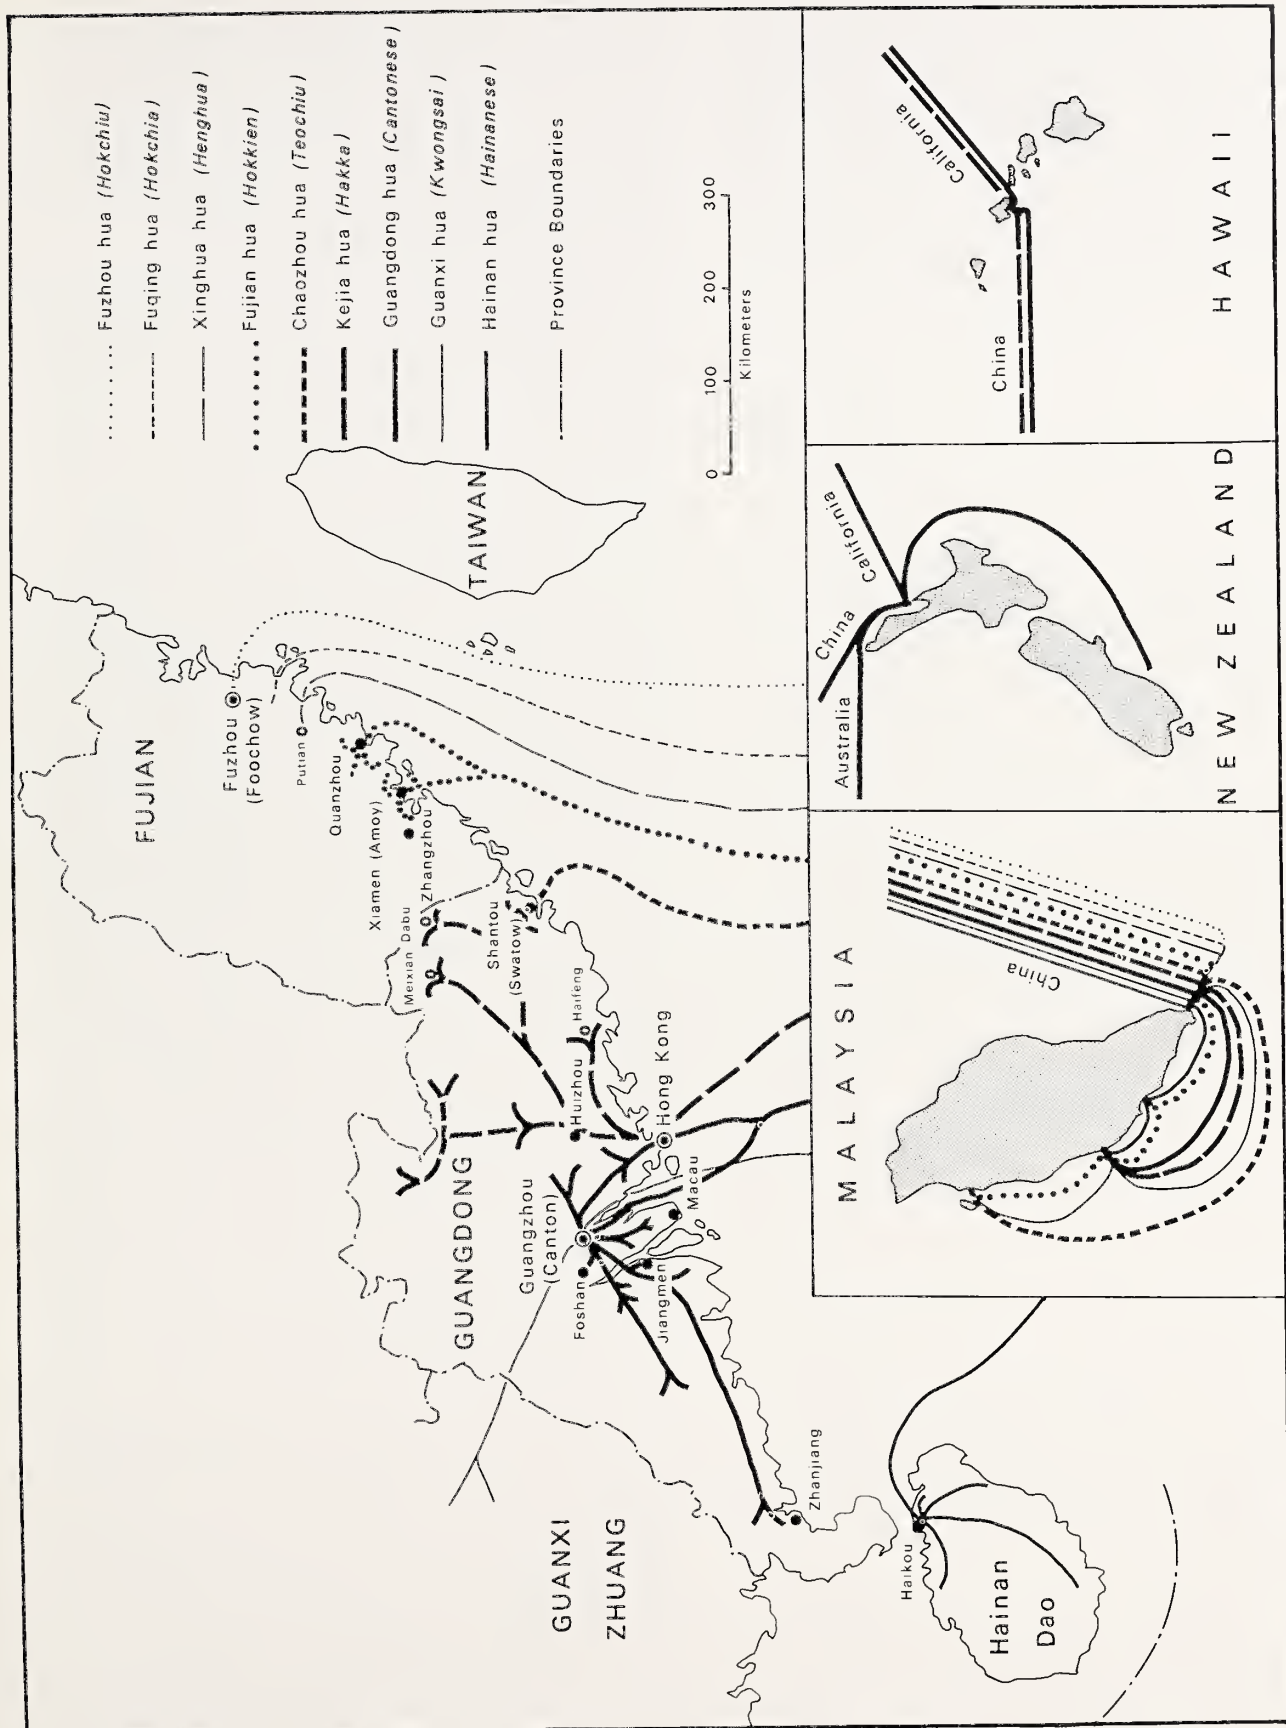 Fuzhou hua (Hokchiu)
Fuqing hua (Hokchia)
Xinghua hua (Henghua)
Fujian hua (Hokkien)
Chaozhou hua (Teochiu)
Kejia hua (Hakka)
Guangdong hua (Cantonese)
Guanxi hua (Kwongsai)
Hainan hua (Hainanese)
Province Boundaries
0 100 200 300
Kilometers
TAIWAN
FUJIAN
Fuzhou
(Foochow)
Putian
Quanzhou
Xiamen (Amoy)
Zhangzhou
Dabu
Meixian
Shantou
(Swatow)
Haifeng
Huizhou
Hong Kong
GUANGDONG
Guangzhou
(Canton)
Macau
Foshan
Jiangmen
GUANXI
ZHUANG
Zhanjiang
Haikou
Hainan
Dao
MALAYSIA
China
NEW ZEALAND
Australia
China
California
HAWAII
China
California